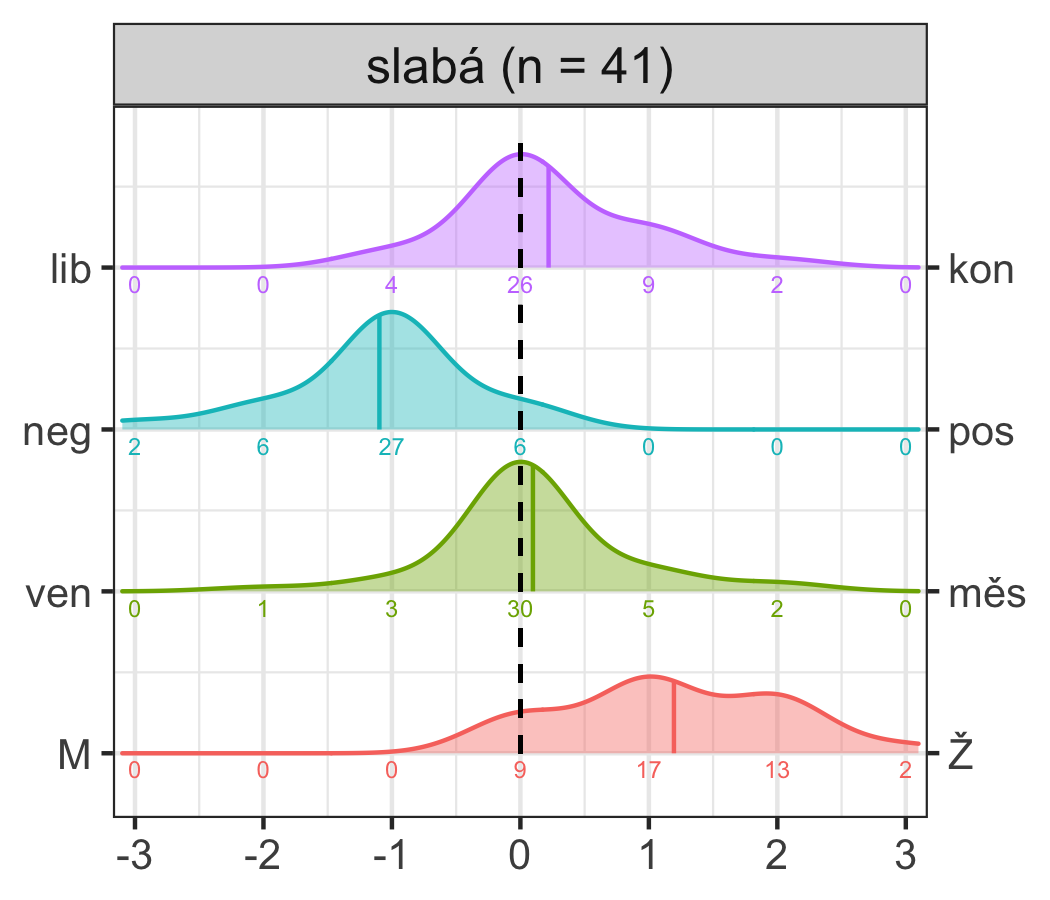 slabá (n = 41)
lib kon
0 0 4 26 9 2 0
neg pos
2 6 27 6 0 0 0
ven měs
0 1 3 30 5 2 0
M Ž
0 0 0 9 17 13 2
-3 -2 -1 0 1 2 3